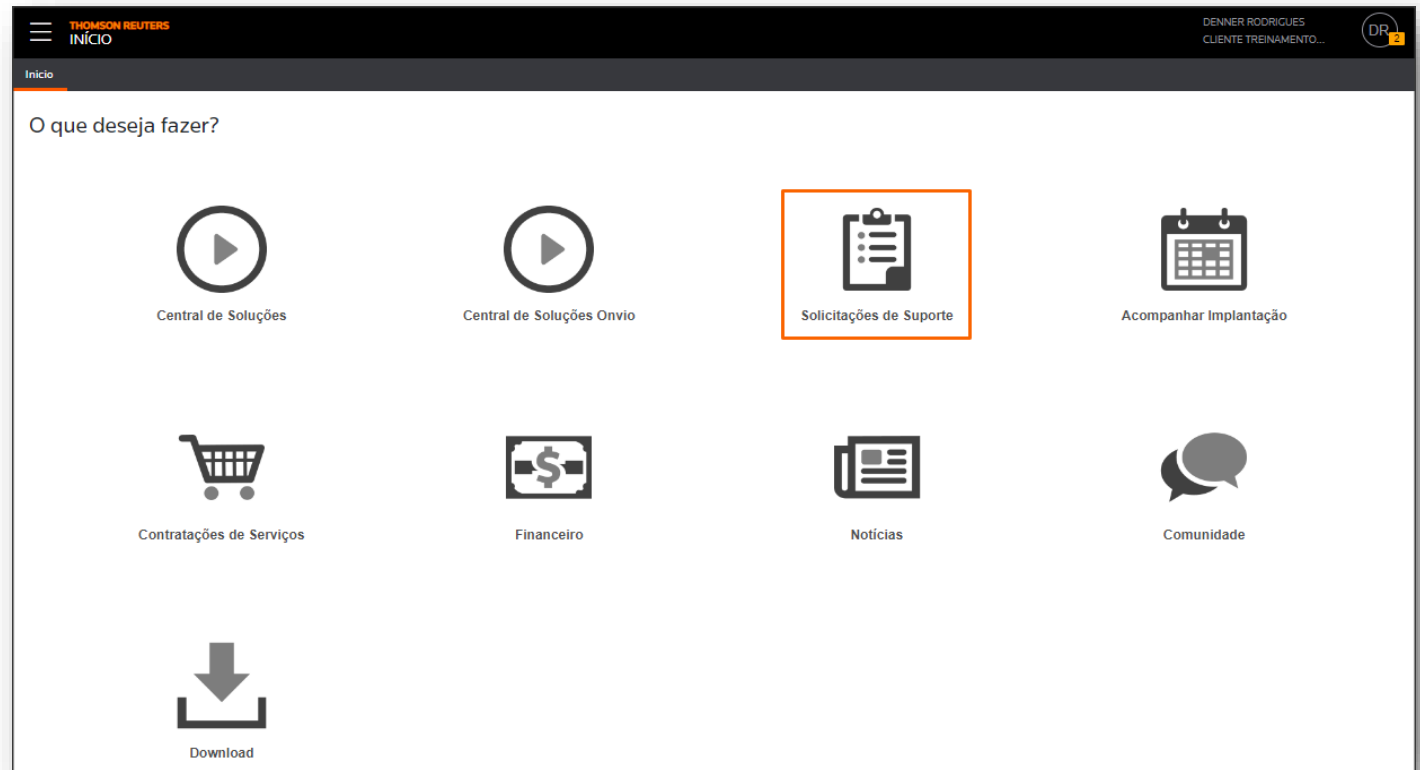 THOMSON REUTERS
INÍCIO
DENNER RODRIGUES
CLIENTE TREINAMENTO...
DR
2
Inicio
O que deseja fazer?
Central de Soluções
Central de Soluções Onvio
Solicitações de Suporte
Acompanhar Implantação
$
Contratações de Serviços
Financeiro
Notícias
Comunidade
Download